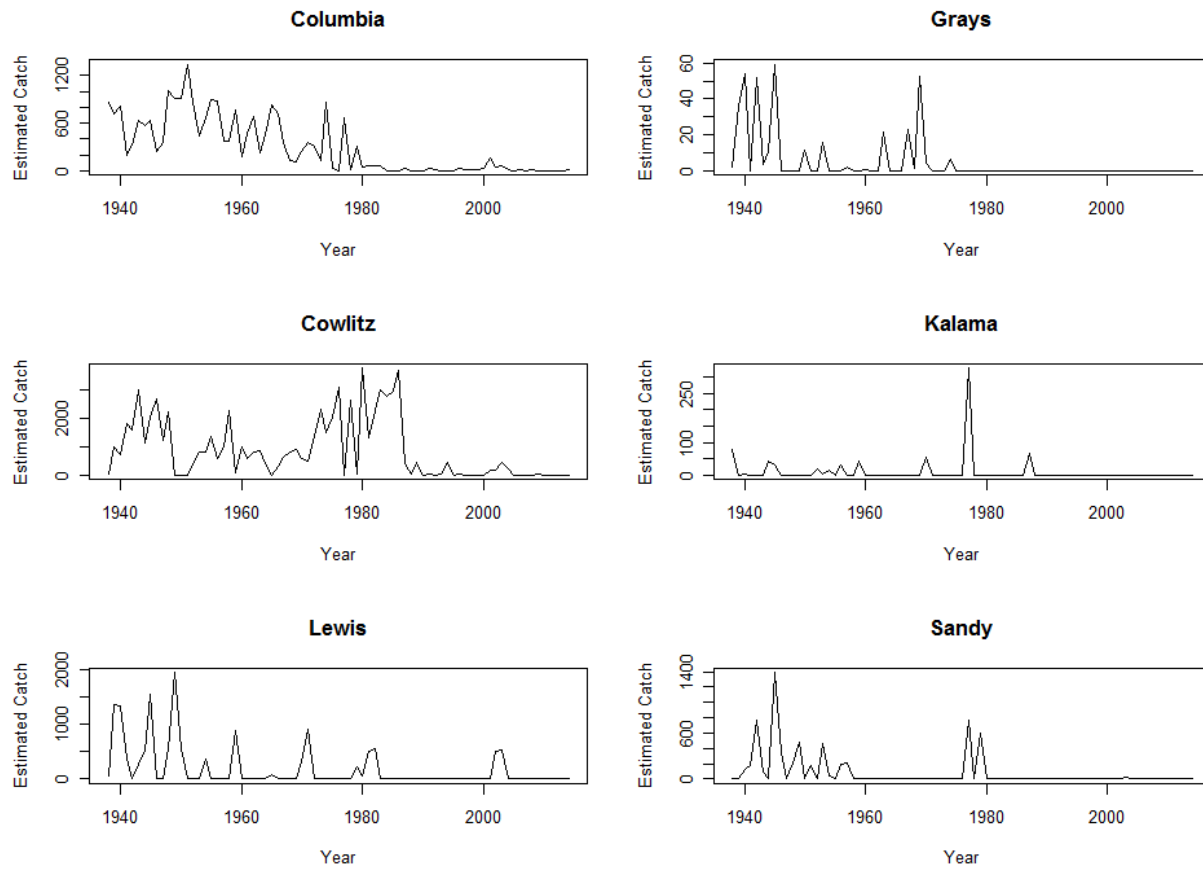 Columbia
Estimated Catch
0 600 1200
1940 1960 1980 2000
Year
Grays
Estimated Catch
0 20 40 60
1940 1960 1980 2000
Year
Cowlitz
Estimated Catch
0 2000
1940 1960 1980 2000
Year
Kalama
Estimated Catch
0 100 250
1940 1960 1980 2000
Year
Lewis
Estimated Catch
0 1000 2000
1940 1960 1980 2000
Year
Sandy
Estimated Catch
0 600 1400
1940 1960 1980 2000
Year